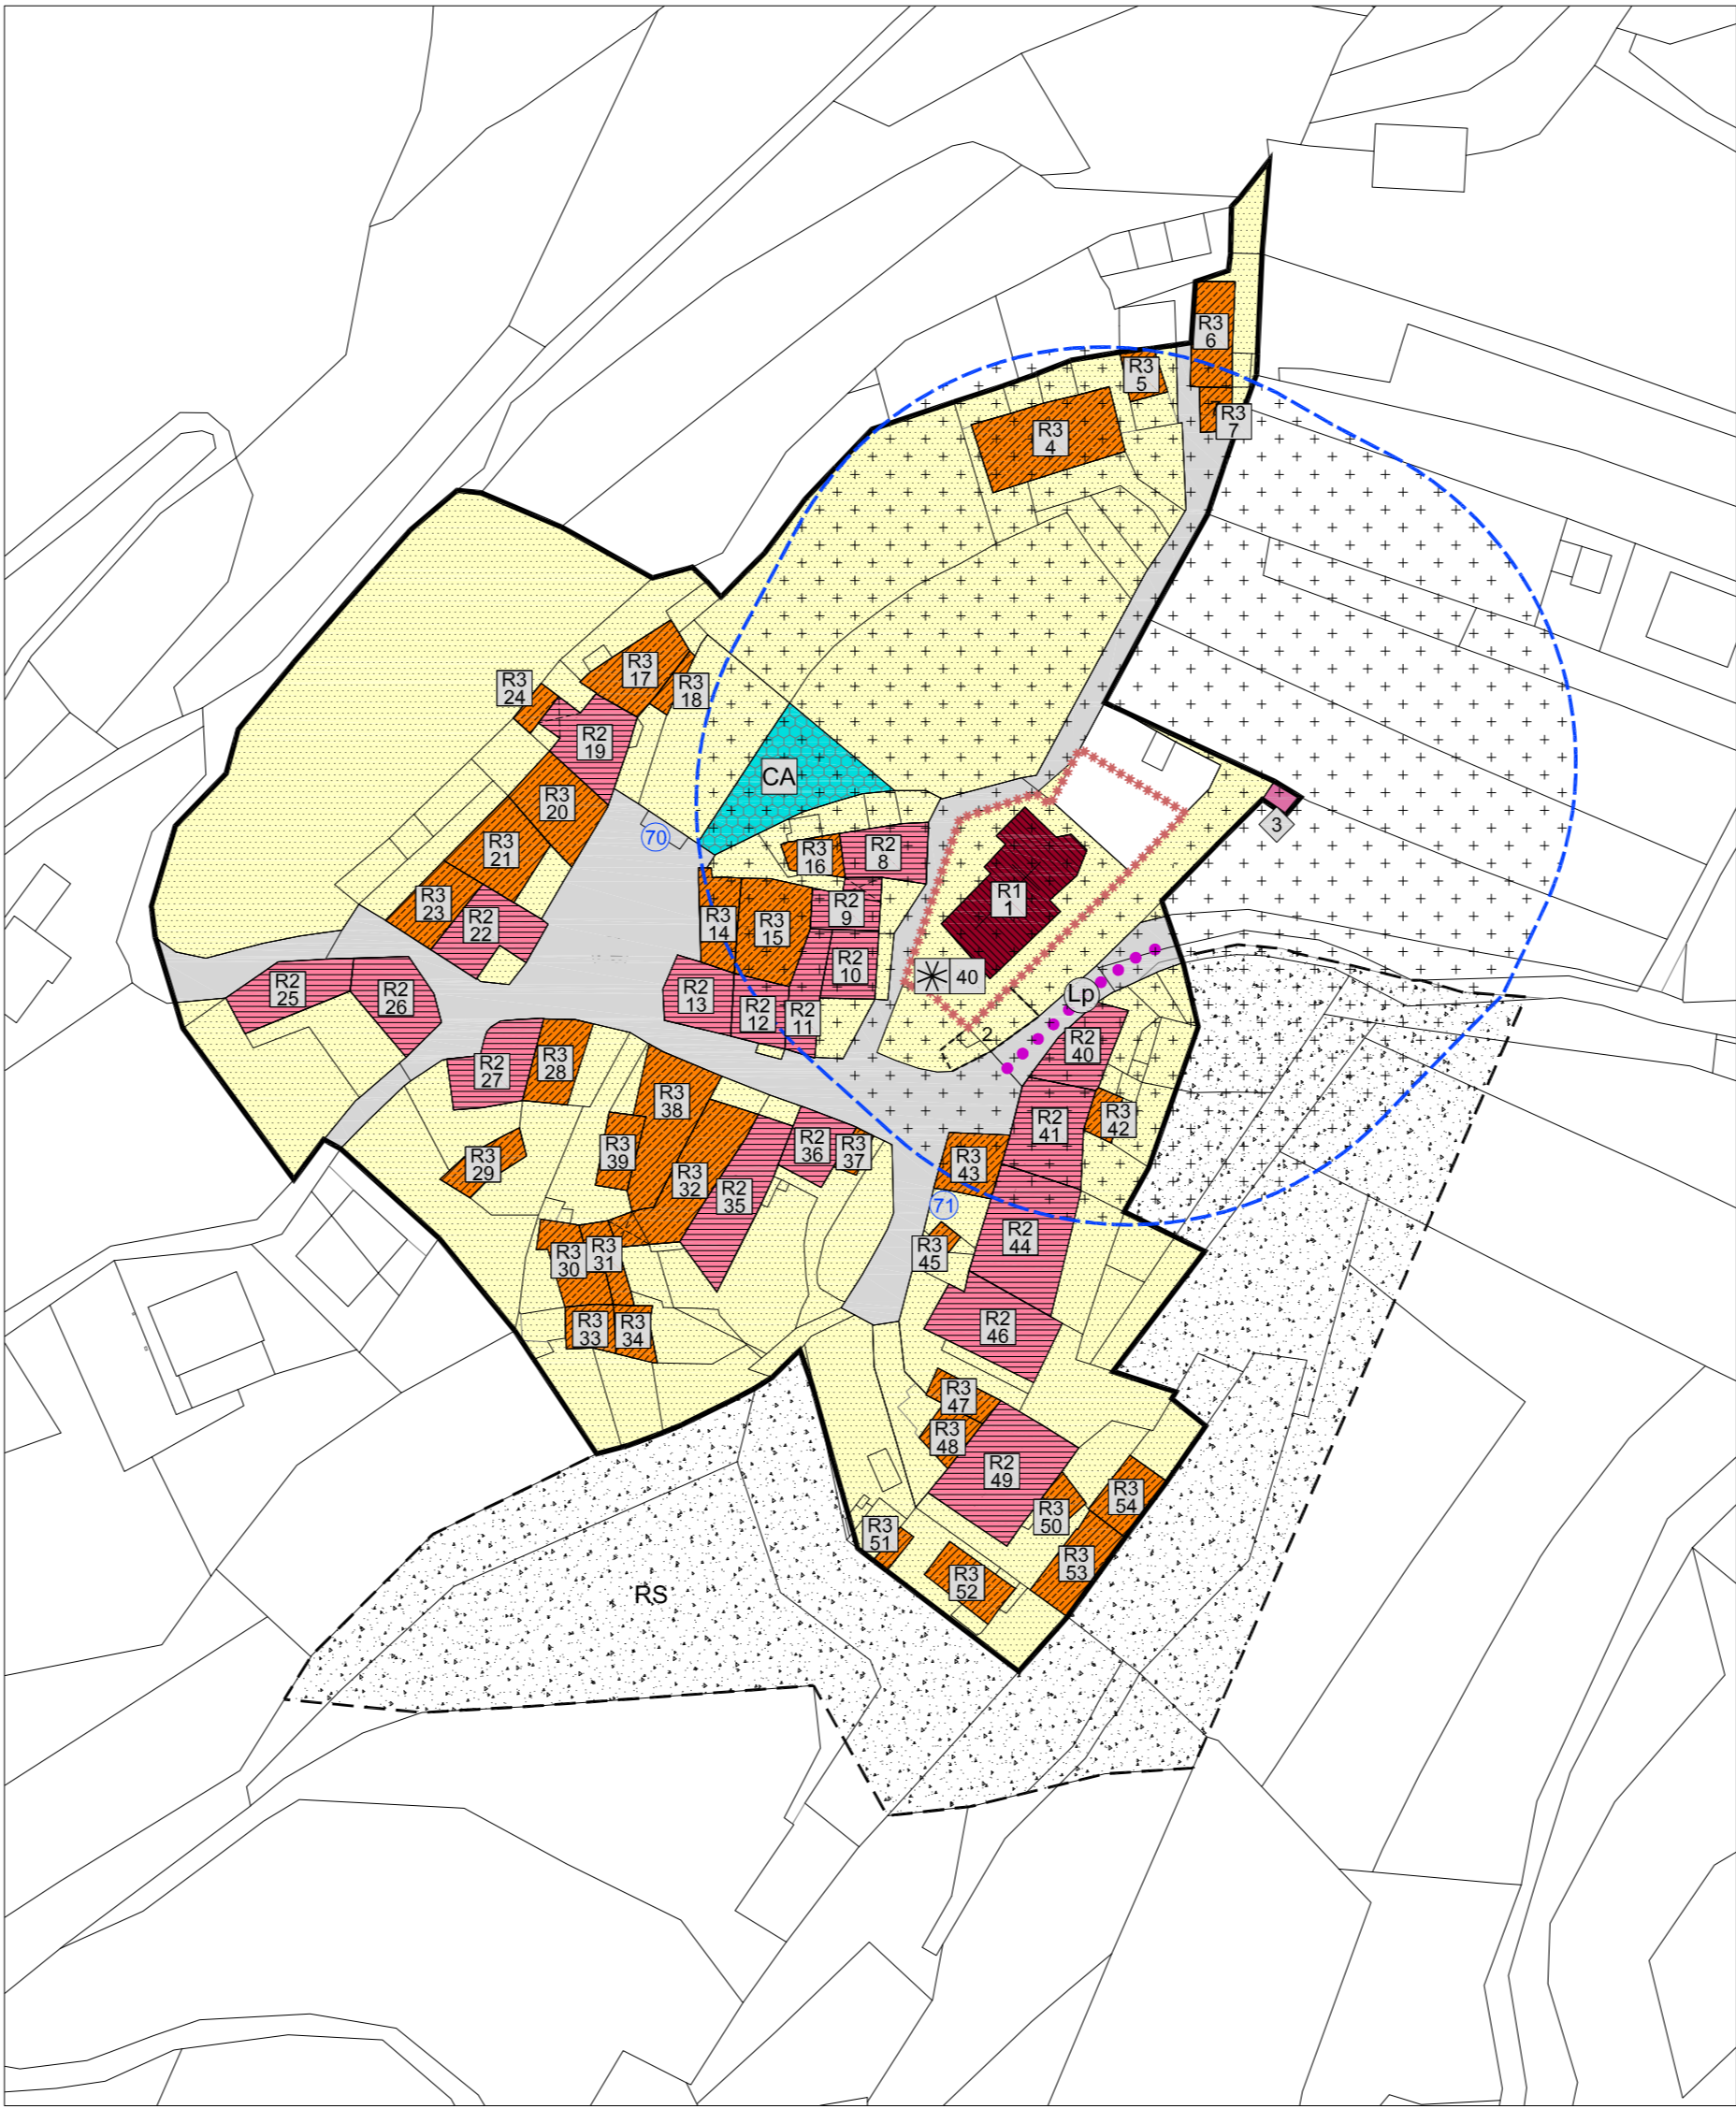 R3
6
R3
5
R3
7
R3
4
R3
17
R3
24
R3
18
R2
19
CA
R3
20
3
70
R3
21
R3
16
R2
8
R1
1
R3
23
R2
22
R3
14
R3
15
R2
9
R2
10
40
R2
25
R2
26
R2
13
R2
12
R2
11
Lp
2
R2
40
R2
27
R3
28
R3
38
R2
41
R3
42
R3
29
R3
39
R2
36
R3
37
R3
43
R3
32
R2
35
71
R2
44
R3
30
R3
31
R3
45
R3
33
R3
34
R2
46
R3
47
R3
48
R2
49
R3
54
R3
50
R3
51
R3
53
R3
52
RS